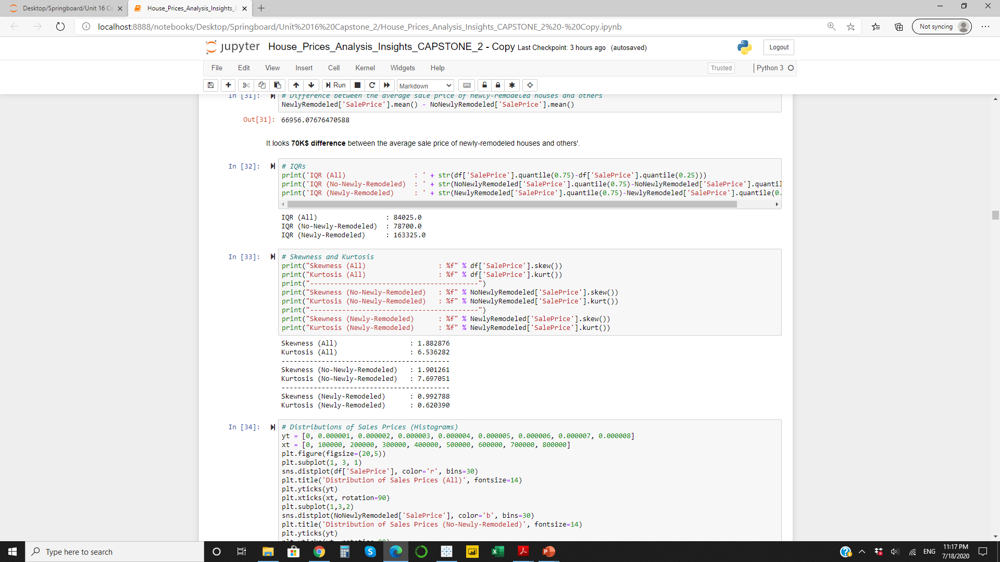 Desktop/Springboard/Unit 16 Ca
House_Prices_Analysis_Insights_C
localhost:8888/notebooks/Desktop/Springboard/Unit%2016%20Capstone_2/House_Prices_Analysis_Insights_CAPSTONE_2%20-%20Copy.ipynb
Not syncing
jupyter House_Prices_Analysis_Insights_CAPSTONE_2 - Copy Last Checkpoint: 3 hours ago (autosaved)
Logout
File Edit View Insert Cell Kernel Widgets Help
Trusted
Python 3
Run
Markdown
In [31]: # Difference between the average sale price of newly-remodeled houses and others
NewlyRemodeled['SalePrice'].mean() - NoNewlyRemodeled['SalePrice'].mean()
Out[31]: 66956.07676470588
It looks 70K$ difference between the average sale price of newly-remodeled houses and others'.
In [32]: # IQRs
print('IQR (All)                 : ' + str(df['SalePrice'].quantile(0.75)-df['SalePrice'].quantile(0.25)))
print('IQR (No-Newly-Remodeled)  : ' + str(NoNewlyRemodeled['SalePrice'].quantile(0.75)-NoNewlyRemodeled['SalePrice'].quantil
print('IQR (Newly-Remodeled)     : ' + str(NewlyRemodeled['SalePrice'].quantile(0.75)-NewlyRemodeled['SalePrice'].quantile(0.
IQR (All)                 : 84025.0
IQR (No-Newly-Remodeled)  : 78700.0
IQR (Newly-Remodeled)     : 163325.0
In [33]: # Skewness and Kurtosis
print("Skewness (All)                  : %f" % df['SalePrice'].skew())
print("Kurtosis (All)                  : %f" % df['SalePrice'].kurt())
print("------------------------------------------")
print("Skewness (No-Newly-Remodeled)   : %f" % NoNewlyRemodeled['SalePrice'].skew())
print("Kurtosis (No-Newly-Remodeled)   : %f" % NoNewlyRemodeled['SalePrice'].kurt())
print("------------------------------------------")
print("Skewness (Newly-Remodeled)      : %f" % NewlyRemodeled['SalePrice'].skew())
print("Kurtosis (Newly-Remodeled)      : %f" % NewlyRemodeled['SalePrice'].kurt())
Skewness (All)                  : 1.882876
Kurtosis (All)                  : 6.536282
------------------------------------------
Skewness (No-Newly-Remodeled)   : 1.901261
Kurtosis (No-Newly-Remodeled)   : 7.697051
------------------------------------------
Skewness (Newly-Remodeled)      : 0.992788
Kurtosis (Newly-Remodeled)      : 0.620390
In [34]: # Distributions of Sales Prices (Histograms)
yt = [0, 0.000001, 0.000002, 0.000003, 0.000004, 0.000005, 0.000006, 0.000007, 0.000008]
xt = [0, 100000, 200000, 300000, 400000, 500000, 600000, 700000, 800000]
plt.figure(figsize=(20,5))
plt.subplot(1, 3, 1)
sns.distplot(df['SalePrice'], color='r', bins=30)
plt.title('Distribution of Sales Prices (All)', fontsize=14)
plt.yticks(yt)
plt.xticks(xt, rotation=90)
plt.subplot(1,3,2)
sns.distplot(NoNewlyRemodeled['SalePrice'], color='b', bins=30)
plt.title('Distribution of Sales Prices (No-Newly-Remodeled)', fontsize=14)
plt.yticks(yt)
Type here to search
ENG
11:17 PM
7/18/2020